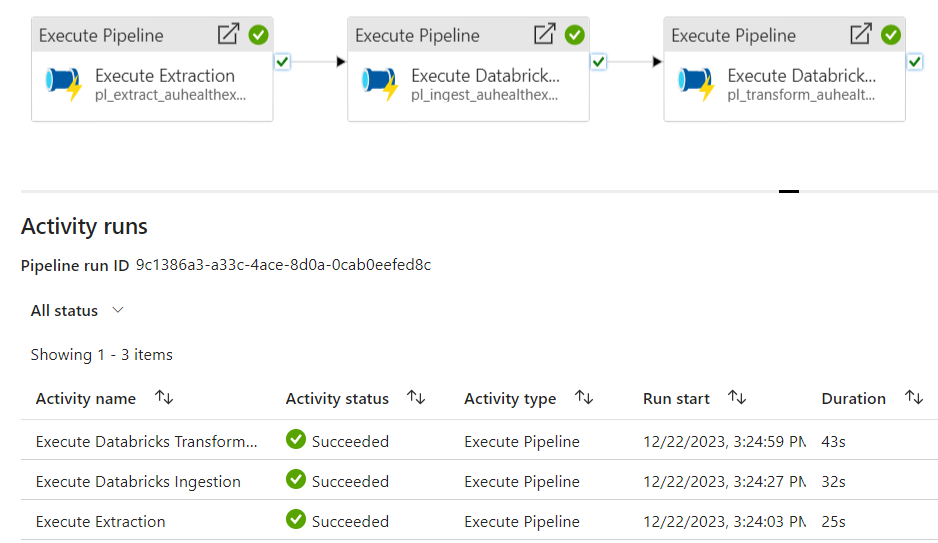 Execute Pipeline Execute Pipeline Execute Pipeline
Execute Extraction Execute Databrick... Execute Databrick...
pl_extract_auhealthex... pl_ingest_auhealthex... pl_transform_auhealt...
Activity runs
Pipeline run ID 9c1386a3-a33c-4ace-8d0a-0cab0eefed8c
All status
Showing 1 - 3 items
Activity name Activity status Activity type Run start Duration
Execute Databricks Transform... Succeeded Execute Pipeline 12/22/2023, 3:24:59 PM 43s
Execute Databricks Ingestion Succeeded Execute Pipeline 12/22/2023, 3:24:27 PM 32s
Execute Extraction Succeeded Execute Pipeline 12/22/2023, 3:24:03 PM 25s